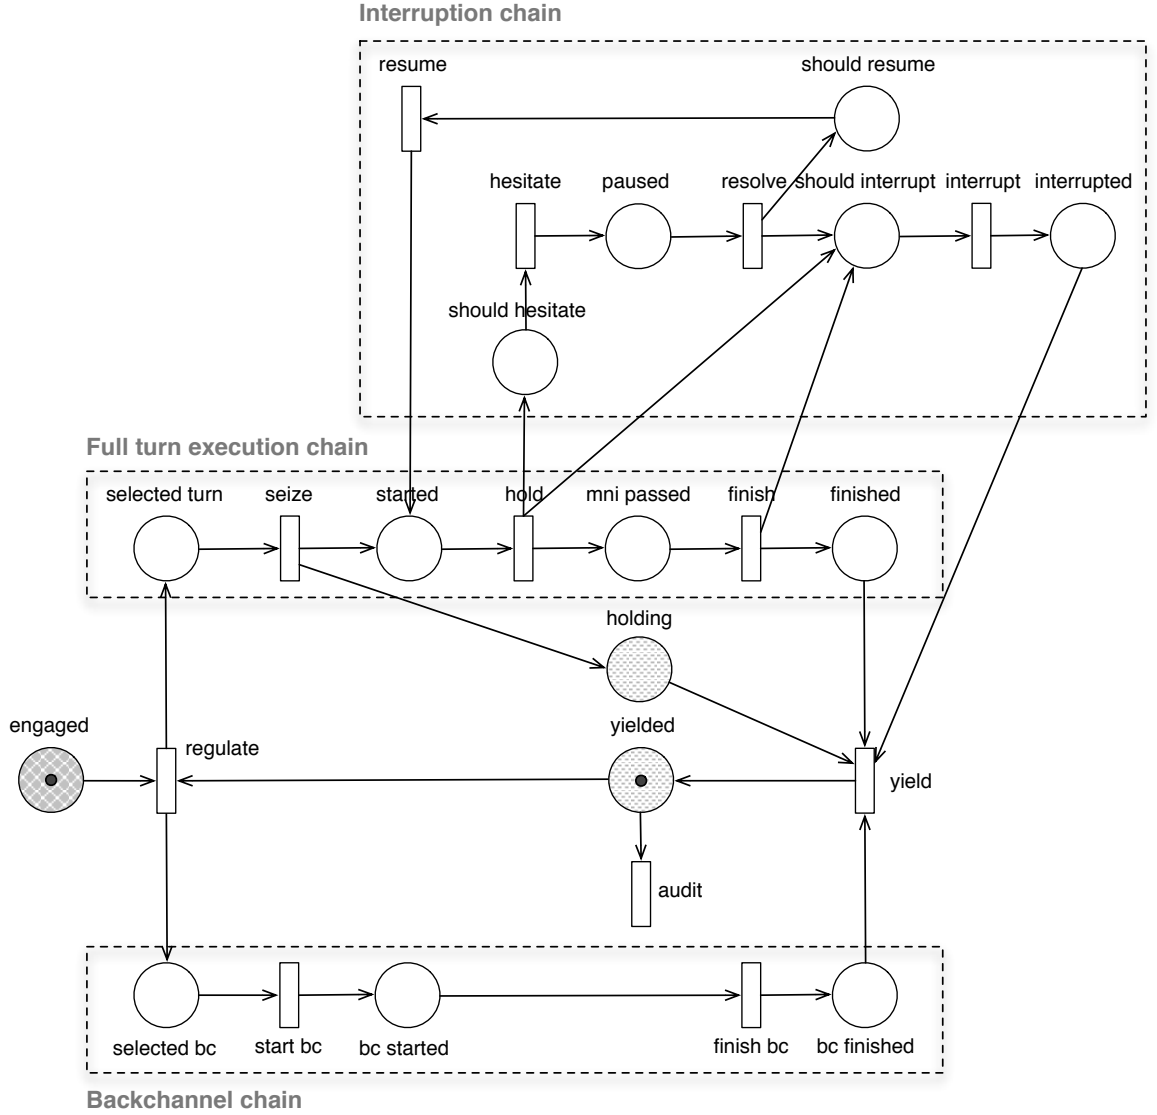 Interruption chain
resume
should resume
hesitate
paused
resolve
should interrupt
interrupt
interrupted
should hesitate
Full turn execution chain
selected turn
seize
started
hold
mni passed
finish
finished
holding
engaged
regulate
yielded
yield
audit
selected bc
start bc
bc started
finish bc
bc finished
Backchannel chain